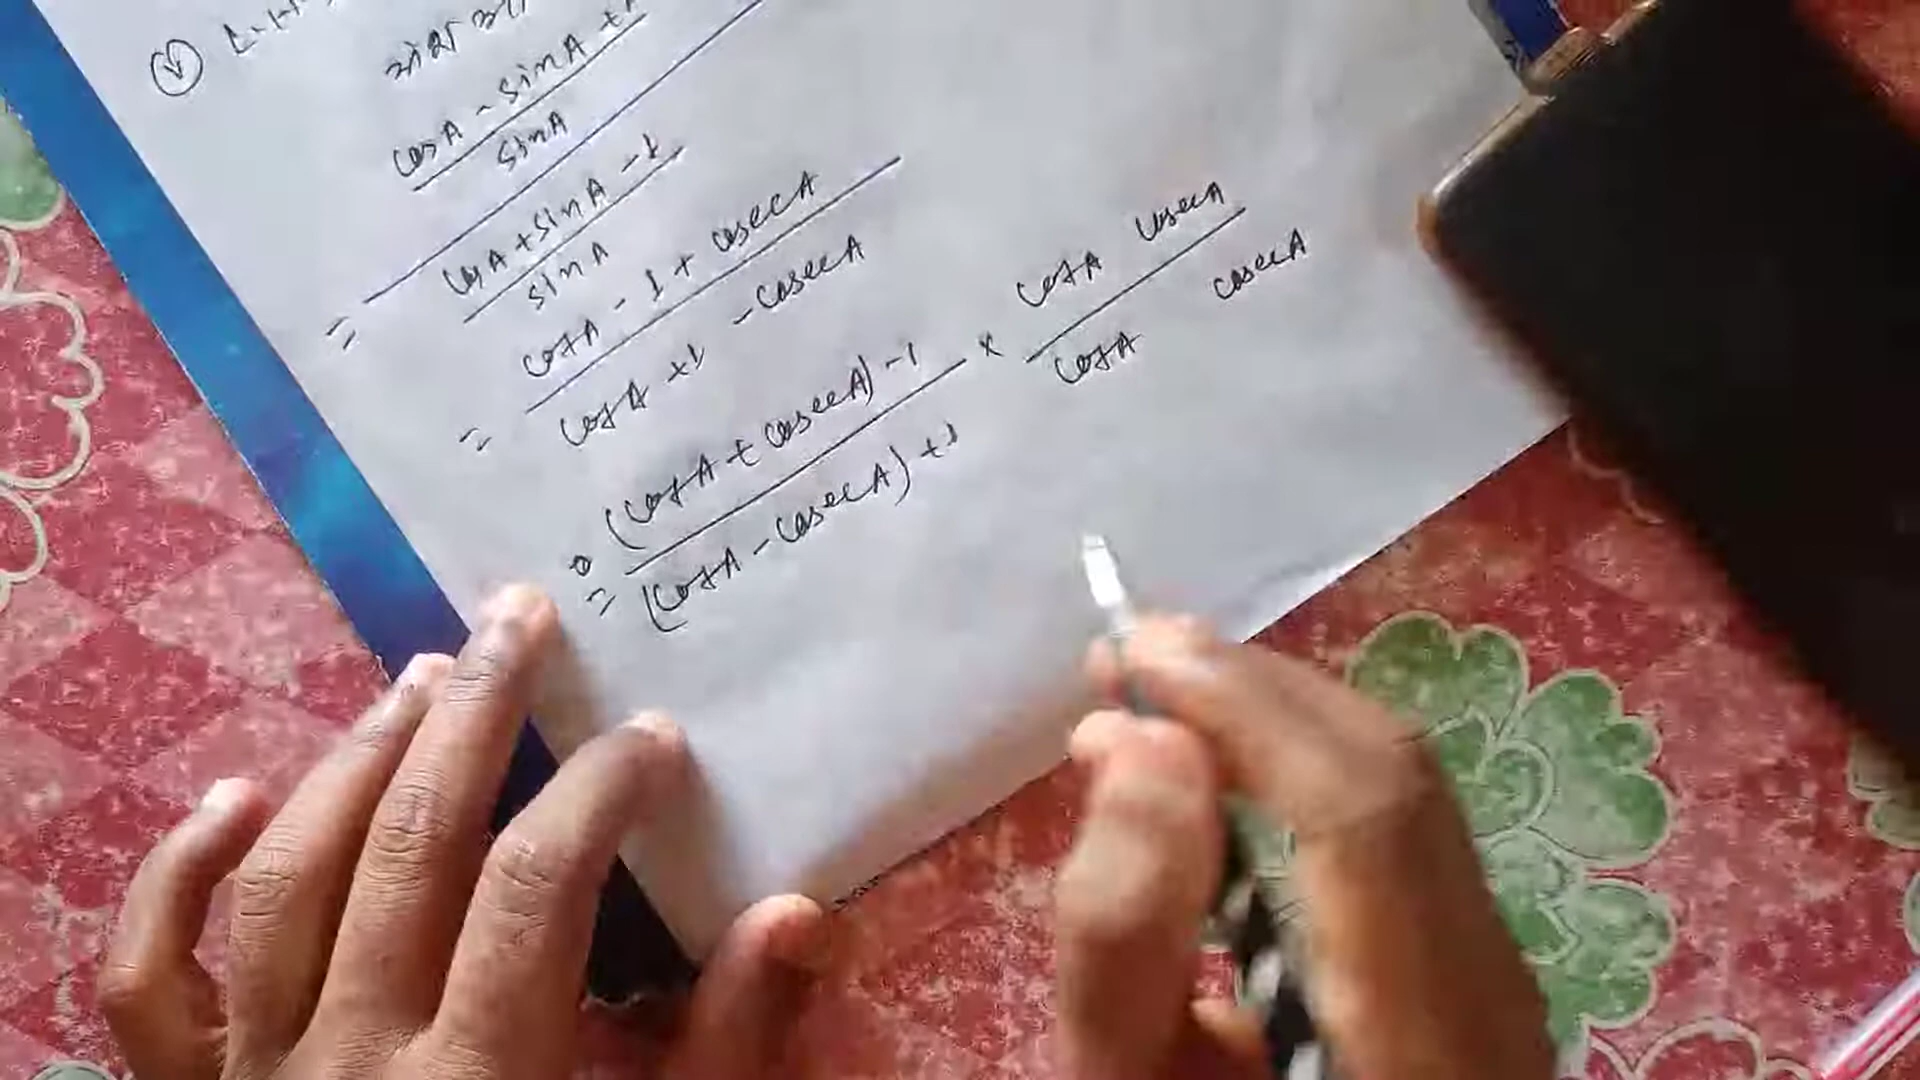 cosA - sinA +
sinA
= cosA + sinA - 1
sinA
= cotA - 1 + cosecA
cotA + 1 - cosecA
= (cotA + cosecA) - 1 × cotA cosecA
(cotA - cosecA) + 1 cotA cosecA